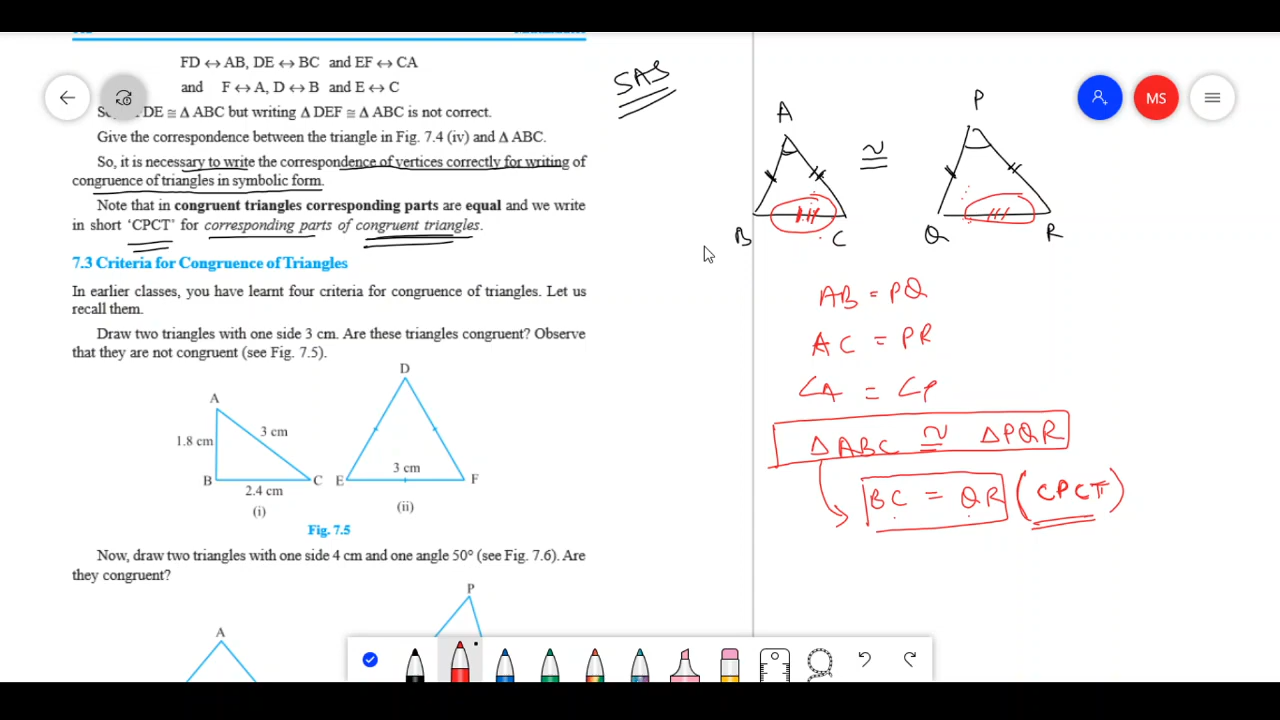 FD ↔ AB, DE ↔ BC and EF ↔ CA
and F ↔ A, D ↔ B and E ↔ C
DE ≅ Δ ABC but writing Δ DEF ≅ Δ ABC is not correct.
Give the correspondence between the triangle in Fig. 7.4 (iv) and Δ ABC.
So, it is necessary to write the correspondence of vertices correctly for writing of
congruence of triangles in symbolic form.
Note that in congruent triangles corresponding parts are equal and we write
in short ‘CPCT’ for corresponding parts of congruent triangles.
7.3 Criteria for Congruence of Triangles
In earlier classes, you have learnt four criteria for congruence of triangles. Let us
recall them.
Draw two triangles with one side 3 cm. Are these triangles congruent? Observe
that they are not congruent (see Fig. 7.5).
A
1.8 cm
3 cm
B
2.4 cm
C
(i)
D
3 cm
E
F
(ii)
Fig. 7.5
Now, draw two triangles with one side 4 cm and one angle 50° (see Fig. 7.6). Are
they congruent?
A
P
SAS
A
B
C
≅
P
Q
R
MS
AB = PQ
AC = PR
∠A = ∠P
ΔABC ≅ ΔPQR
BC = QR (CPCT)